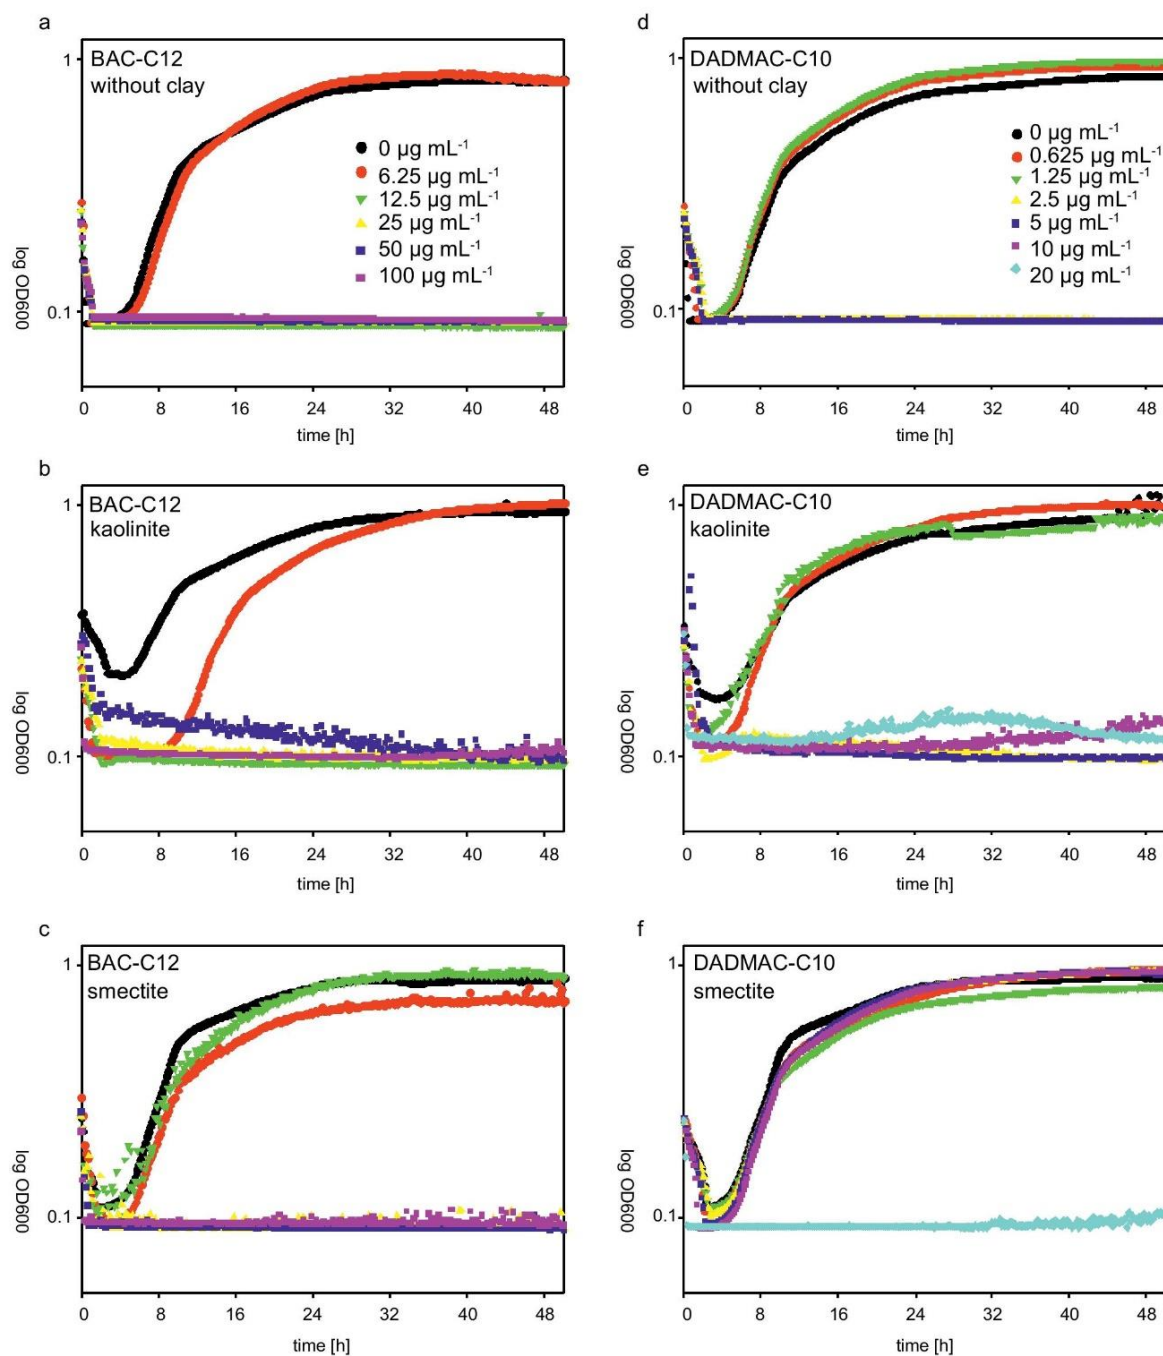 a
BAC-C12
without clay
0 µg mL-1
6.25 µg mL-1
12.5 µg mL-1
25 µg mL-1
50 µg mL-1
100 µg mL-1
1
0.1
log OD600
0 8 16 24 32 40 48
time [h]
d
DADMAC-C10
without clay
0 µg mL-1
0.625 µg mL-1
1.25 µg mL-1
2.5 µg mL-1
5 µg mL-1
10 µg mL-1
20 µg mL-1
1
0.1
log OD600
0 8 16 24 32 40 48
time [h]
b
BAC-C12
kaolinite
1
0.1
log OD600
0 8 16 24 32 40 48
time [h]
e
DADMAC-C10
kaolinite
1
0.1
log OD600
0 8 16 24 32 40 48
time [h]
c
BAC-C12
smectite
1
0.1
log OD600
0 8 16 24 32 40 48
time [h]
f
DADMAC-C10
smectite
1
0.1
log OD600
0 8 16 24 32 40 48
time [h]